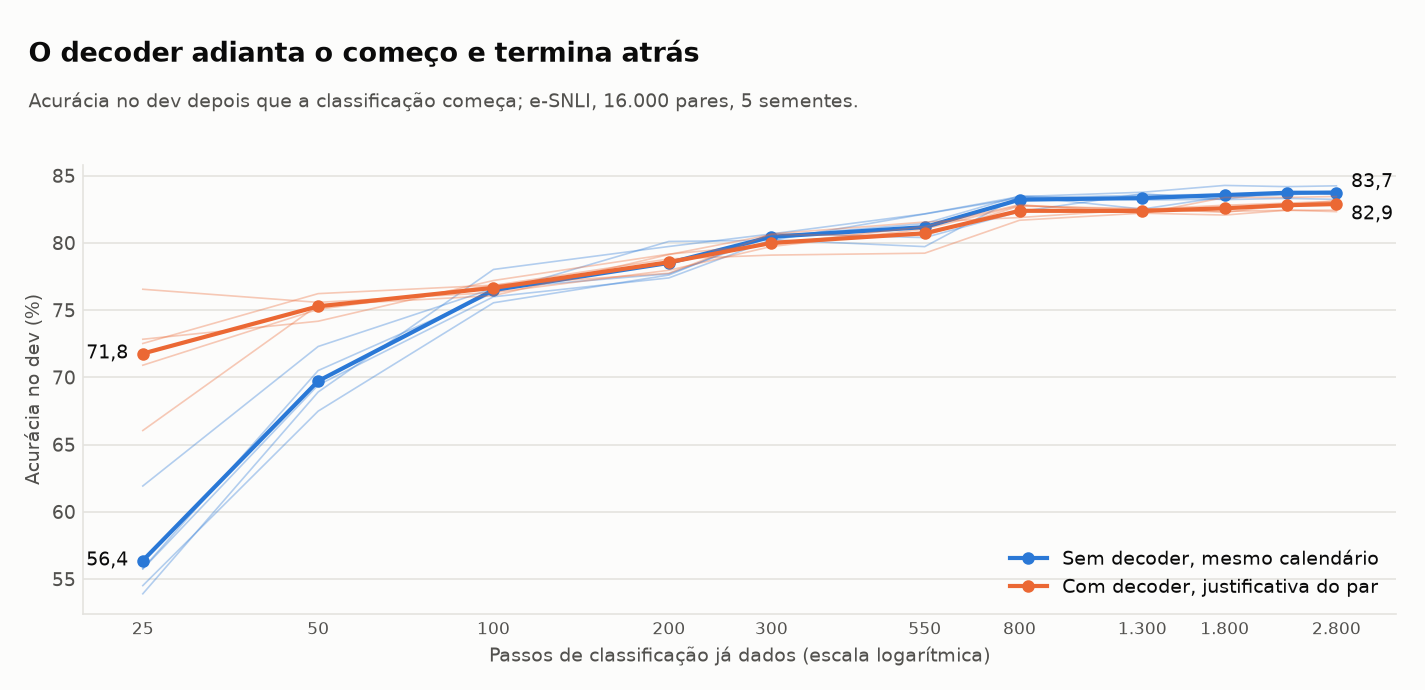 O decoder adianta o começo e termina atrás
Acurácia no dev depois que a classificação começa; e-SNLI, 16.000 pares, 5 sementes.
Acurácia no dev (%)
85
80
75
70
65
60
55
71,8
56,4
83,7
82,9
Sem decoder, mesmo calendário
Com decoder, justificativa do par
25 50 100 200 300 550 800 1.300 1.800 2.800
Passos de classificação já dados (escala logarítmica)